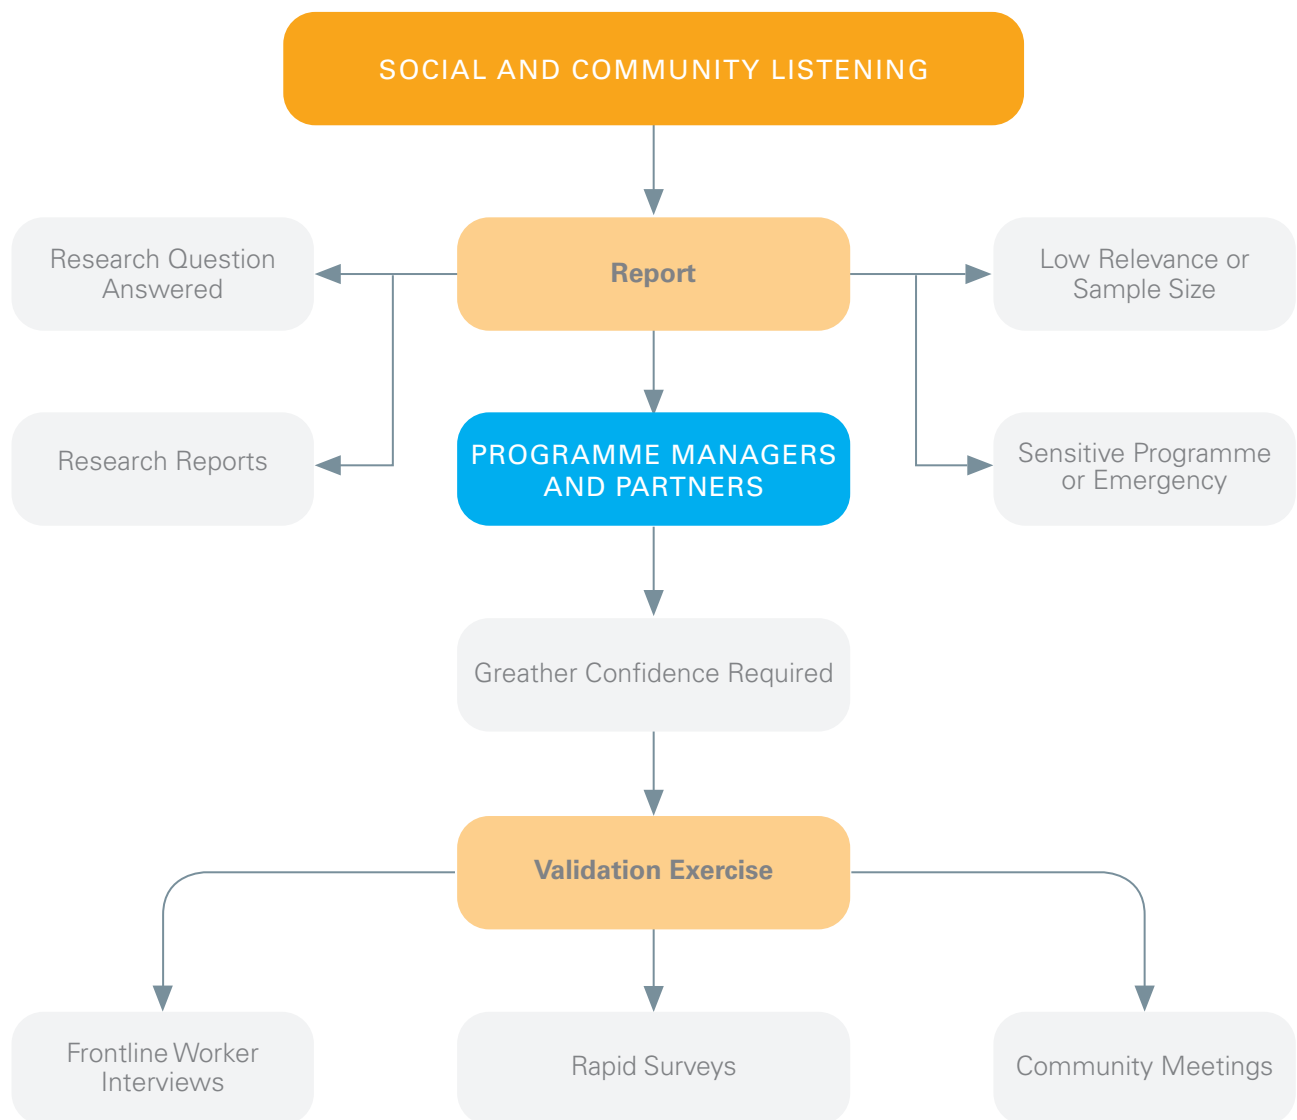 SOCIAL AND COMMUNITY LISTENING
Research Question
Answered
Report
Low Relevance or
Sample Size
Research Reports
PROGRAMME MANAGERS
AND PARTNERS
Sensitive Programme
or Emergency
Greather Confidence Required
Validation Exercise
Frontline Worker
Interviews
Rapid Surveys
Community Meetings